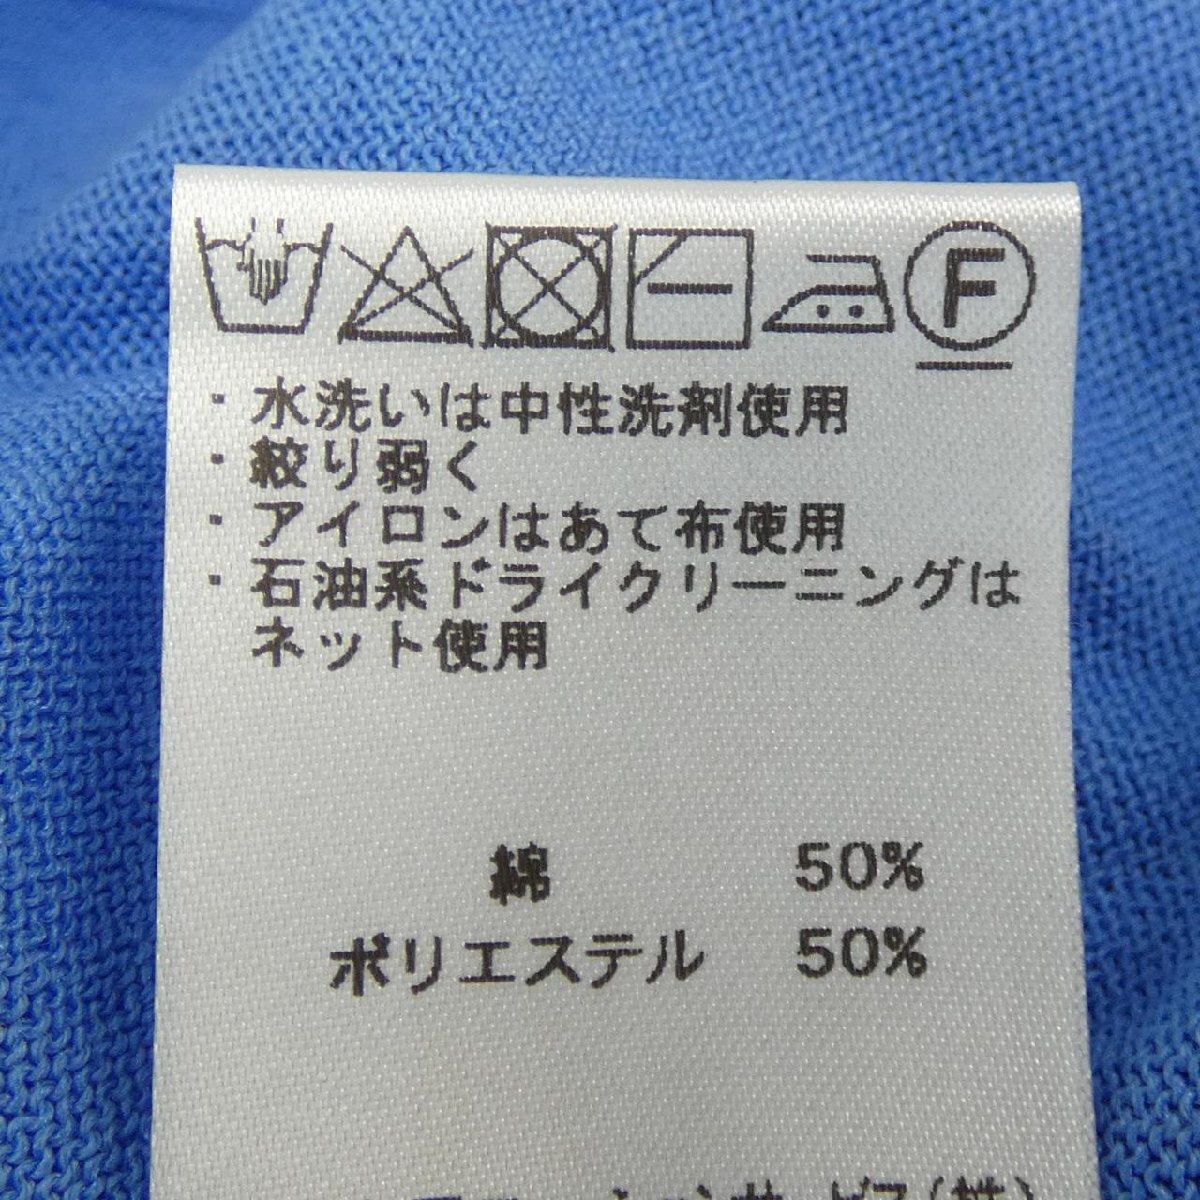 F
・水洗いは中性洗剤使用
・絞り弱く
・アイロンはあて布使用
・石油系ドライクリーニングは
ネット使用
綿 50%
ポリエステル 50%